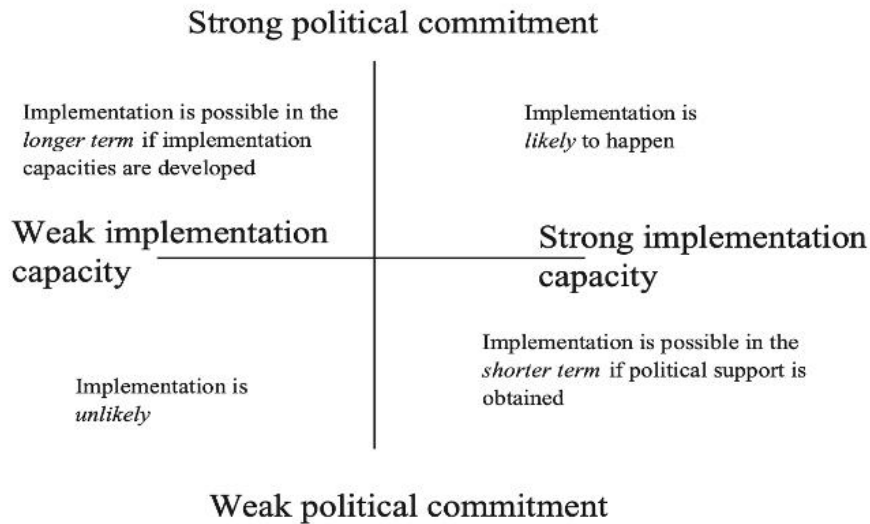 Strong political commitment
Implementation is possible in the
longer term if implementation
capacities are developed
Implementation is
likely to happen
Weak implementation
capacity
Strong implementation
capacity
Implementation is
unlikely
Implementation is possible in the
shorter term if political support is
obtained
Weak political commitment